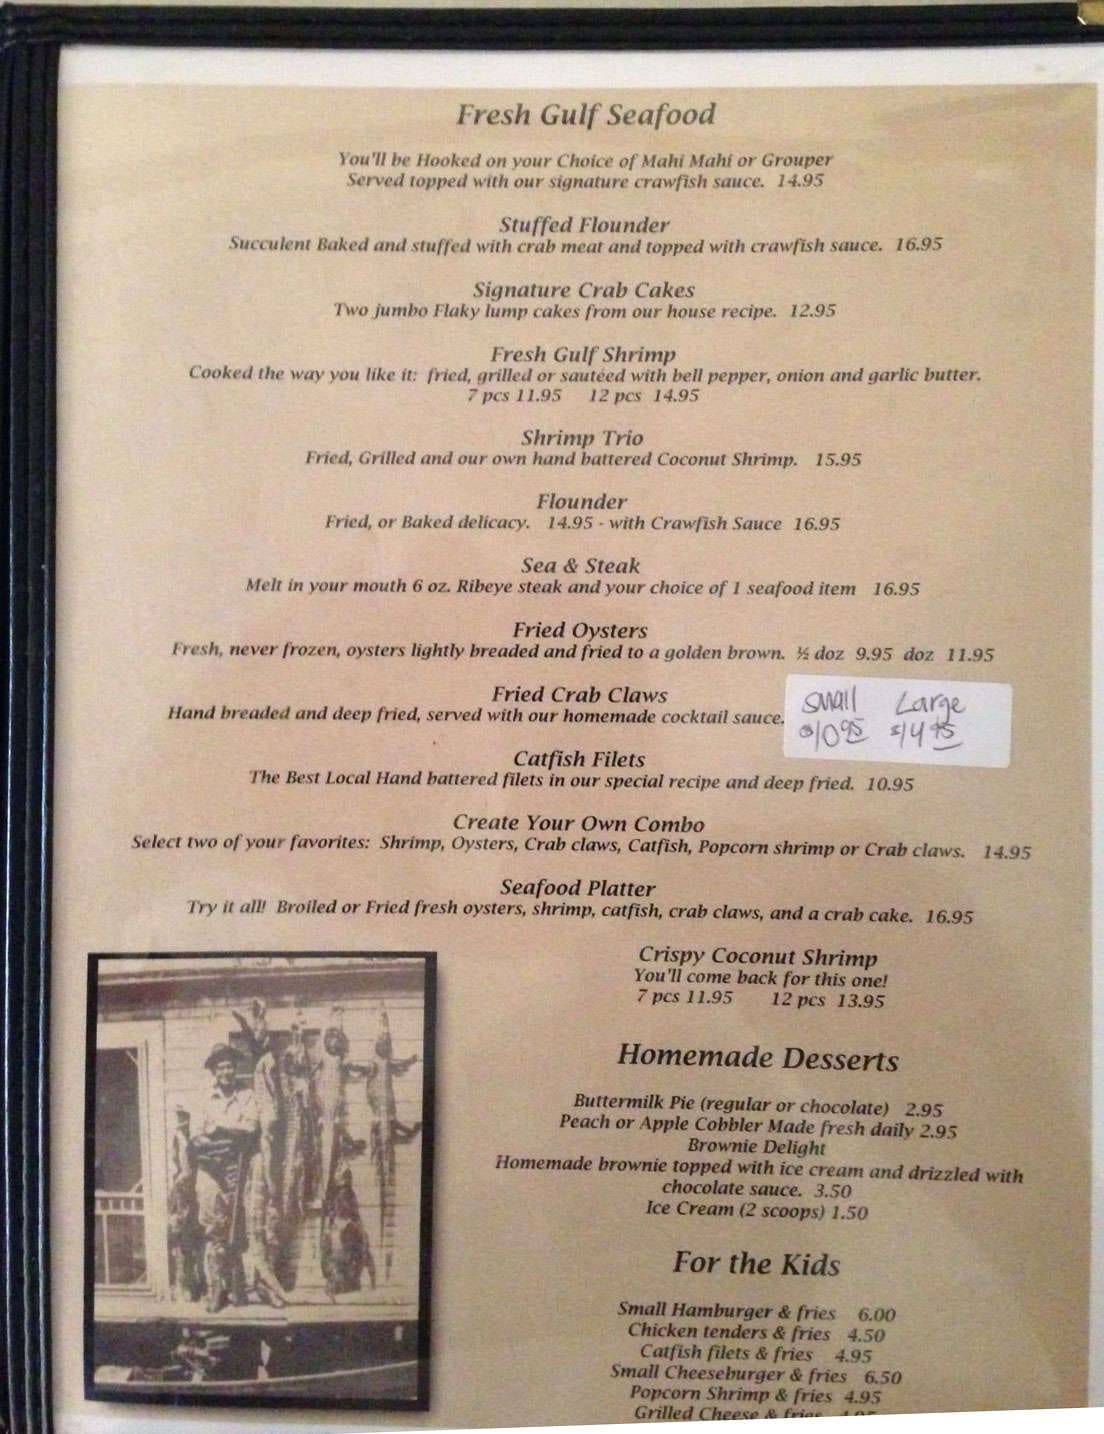 Fresh Gulf Seafood
You'll be Hooked on your Choice of Mahi Mahi or Grouper
Served topped with our signature crawfish sauce. 14.95
Stuffed Flounder
Succulent Baked and stuffed with crab meat and topped with crawfish sauce. 16.95
Signature Crab Cakes
Two jumbo Flaky lump cakes from our house recipe. 12.95
Fresh Gulf Shrimp
Cooked the way you like it: fried, grilled or sautéed with bell pepper, onion and garlic butter.
7 pcs 11.95 12 pcs 14.95
Shrimp Trio
Fried, Grilled and our own hand battered Coconut Shrimp. 15.95
Flounder
Fried, or Baked delicacy. 14.95 - with Crawfish Sauce 16.95
Sea & Steak
Melt in your mouth 6 oz. Ribeye steak and your choice of 1 seafood item 16.95
Fried Oysters
Fresh, never frozen, oysters lightly breaded and fried to a golden brown. ½ doz 9.95 doz 11.95
Fried Crab Claws
Hand breaded and deep fried, served with our homemade cocktail sauce.
Small Large
$10.95 $14.95
Catfish Filets
The Best Local Hand battered filets in our special recipe and deep fried. 10.95
Create Your Own Combo
Select two of your favorites: Shrimp, Oysters, Crab claws, Catfish, Popcorn shrimp or Crab claws. 14.95
Seafood Platter
Try it all! Broiled or Fried fresh oysters, shrimp, catfish, crab claws, and a crab cake. 16.95
Crispy Coconut Shrimp
You'll come back for this one!
7 pcs 11.95 12 pcs 13.95
Homemade Desserts
Buttermilk Pie (regular or chocolate) 2.95
Peach or Apple Cobbler Made fresh daily 2.95
Brownie Delight
Homemade brownie topped with ice cream and drizzled with
chocolate sauce. 3.50
Ice Cream (2 scoops) 1.50
For the Kids
Small Hamburger & fries 6.00
Chicken tenders & fries 4.50
Catfish filets & fries 4.95
Small Cheeseburger & fries 6.50
Popcorn Shrimp & fries 4.95
Grilled Cheese & fries